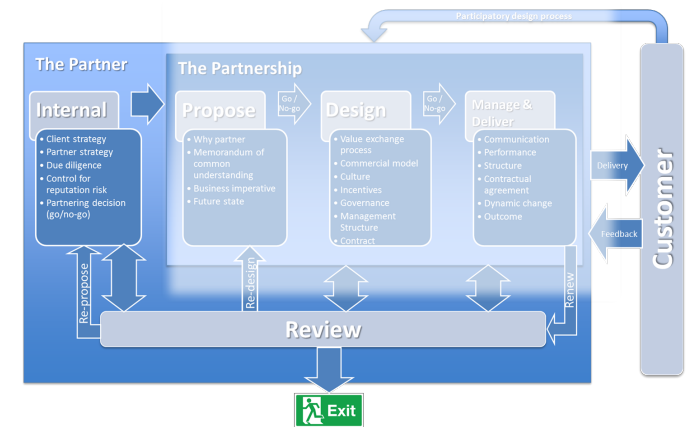 Participatory design process
The Partner
The Partnership
Internal
• Client strategy
• Partner strategy
• Due diligence
• Control for
reputation risk
• Partnering decision
(go/no-go)
Propose
• Why partner
• Memorandum of
common
understanding
• Business imperative
• Future state
Go /
No-go
Design
• Value exchange
process
• Commercial model
• Culture
• Incentives
• Governance
• Management
Structure
• Contract
Go /
No-go
Manage &
Deliver
• Communication
• Performance
• Structure
• Contractual
agreement
• Dynamic change
• Outcome
Delivery
Feedback
Customer
Re-propose
Re-design
Renew
Review
Exit